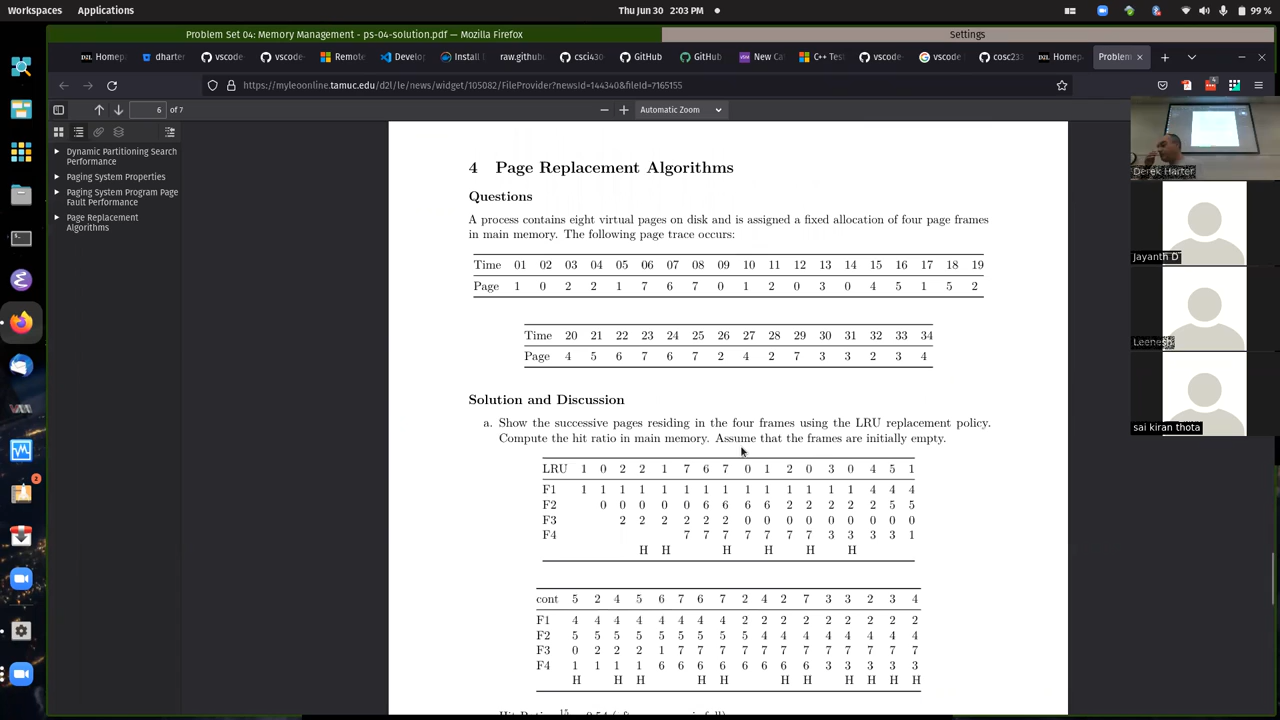 Workspaces Applications Thu Jun 30 2:03 PM 99 %
Problem Set 04: Memory Management - ps-04-solution.pdf — Mozilla Firefox Settings
Homep dharter vscode vscode Remote Develo Install raw.github csci430 GitHub GitHub New Ca C++ Tes vscode vscode cosc233 Homep Problem
https://myleoonline.tamuc.edu/d2l/le/news/widget/105082/FileProvider?newsId=144340&fileId=7165155
6 of 7 Automatic Zoom
Dynamic Partitioning Search
Performance
Paging System Properties
Paging System Program Page
Fault Performance
Page Replacement
Algorithms
4 Page Replacement Algorithms
Questions
A process contains eight virtual pages on disk and is assigned a fixed allocation of four page frames
in main memory. The following page trace occurs:
Time 01 02 03 04 05 06 07 08 09 10 11 12 13 14 15 16 17 18 19
Page 1 0 2 2 1 7 6 7 0 1 2 0 3 0 4 5 1 5 2
Time 20 21 22 23 24 25 26 27 28 29 30 31 32 33 34
Page 4 5 6 7 6 7 2 4 2 7 3 3 2 3 4
Solution and Discussion
a. Show the successive pages residing in the four frames using the LRU replacement policy.
Compute the hit ratio in main memory. Assume that the frames are initially empty.
LRU 1 0 2 2 1 7 6 7 0 1 2 0 3 0 4 5 1
F1 1 1 1 1 1 1 1 1 1 1 1 1 1 1 4 4 4
F2 0 0 0 0 0 6 6 6 6 2 2 2 2 2 5 5
F3 2 2 2 2 2 2 0 0 0 0 0 0 0 0 0
F4 7 7 7 7 7 7 7 3 3 3 3 1
H H H H H H
cont 5 2 4 5 6 7 6 7 2 4 2 7 3 3 2 3 4
F1 4 4 4 4 4 4 4 4 2 2 2 2 2 2 2 2 2
F2 5 5 5 5 5 5 5 5 5 4 4 4 4 4 4 4 4
F3 0 2 2 2 1 7 7 7 7 7 7 7 7 7 7 7 7
F4 1 1 1 1 6 6 6 6 6 6 6 6 3 3 3 3 3
H H H H H H H H H H H
Derek Harter
Jayanth D
Leenesh
sai kiran thota